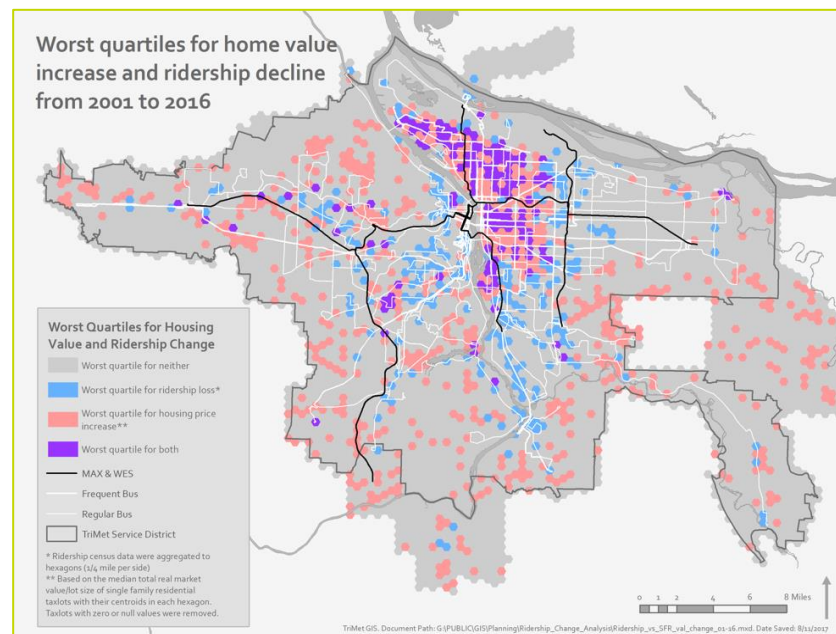 Worst quartiles for home value
increase and ridership decline
from 2001 to 2016
Worst Quartiles for Housing
Value and Ridership Change
Worst quartile for neither
Worst quartile for ridership loss*
Worst quartile for housing price
increase**
Worst quartile for both
MAX & WES
Frequent Bus
Regular Bus
TriMet Service District
* Ridership census data were aggregated to
hexagons (1/4 mile per side)
** Based on the median total real market
value/lot size of single family residential
taxlots with their centroids in each hexagon.
Taxlots with zero or null values were removed.
0 1 2 4 6 8 Miles
TriMet GIS. Document Path: G:\PUBLIC\GIS\Planning\Ridership_Change_Analysis\Ridership_vs_SFR_val_change_01-16.mxd. Date Saved: 8/11/2017